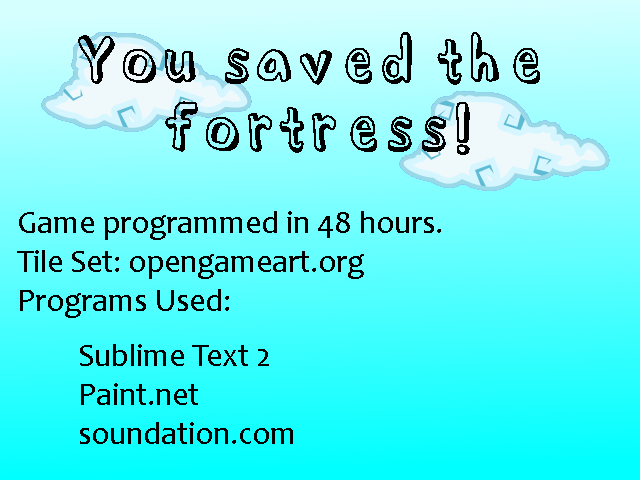 You saved the
fortress!
Game programmed in 48 hours.
Tile Set: opengameart.org
Programs Used:
Sublime Text 2
Paint.net
soundation.com